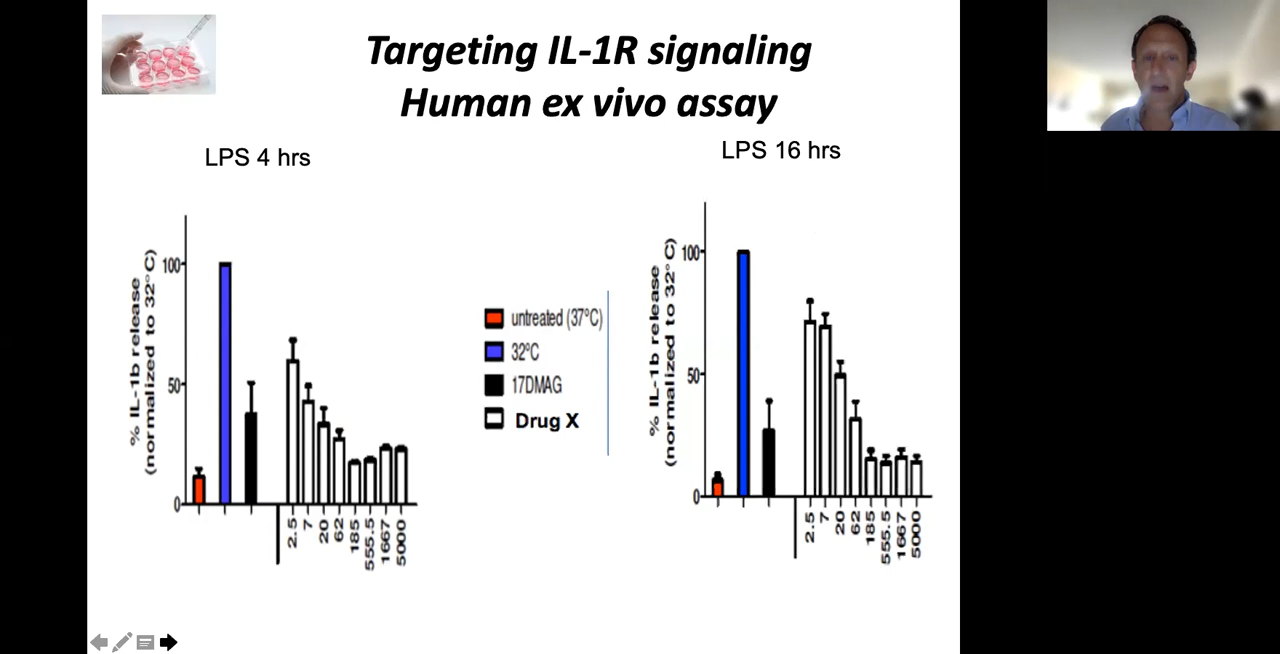 Targeting IL-1R signaling
Human ex vivo assay
LPS 4 hrs
% IL-1b release
(normalized to 32°C)
100
50
0
2.5
7
20
62
185
555.5
1667
5000
untreated (37°C)
32°C
17DMAG
Drug X
LPS 16 hrs
% IL-1b release
(normalized to 32°C)
100
50
0
2.5
7
20
62
185
555.5
1667
5000